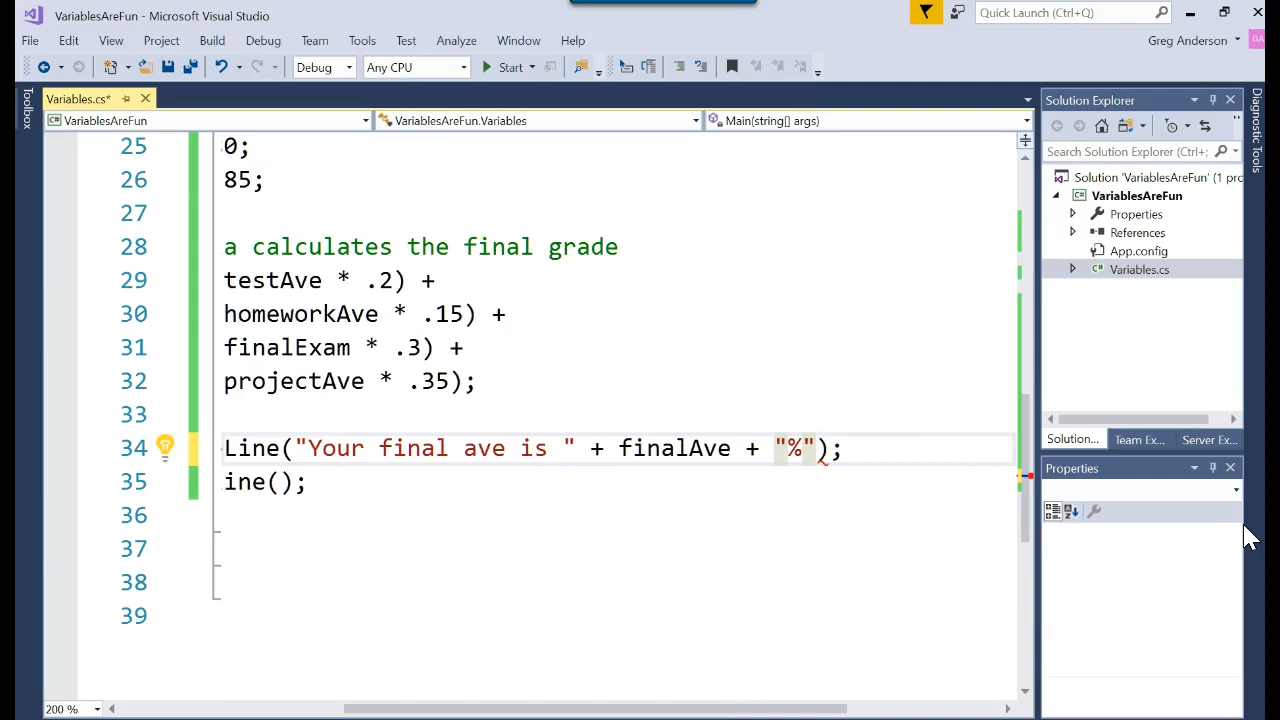 VariablesAreFun - Microsoft Visual Studio
Quick Launch (Ctrl+Q)
File Edit View Project Build Debug Team Tools Test Analyze Window Help
Greg Anderson GA
Debug Any CPU Start
Toolbox
Variables.cs*
VariablesAreFun VariablesAreFun.Variables Main(string[] args)
25 0;
26 85;
27
28 a calculates the final grade
29 testAve * .2) +
30 homeworkAve * .15) +
31 finalExam * .3) +
32 projectAve * .35);
33
34 Line("Your final ave is " + finalAve + "%");
35 ine();
36
37
38
39
200 %
Solution Explorer
Search Solution Explorer (Ctrl+;
Solution 'VariablesAreFun' (1 pro
VariablesAreFun
Properties
References
App.config
Variables.cs
Solution... Team Ex... Server Ex...
Properties
Diagnostic Tools